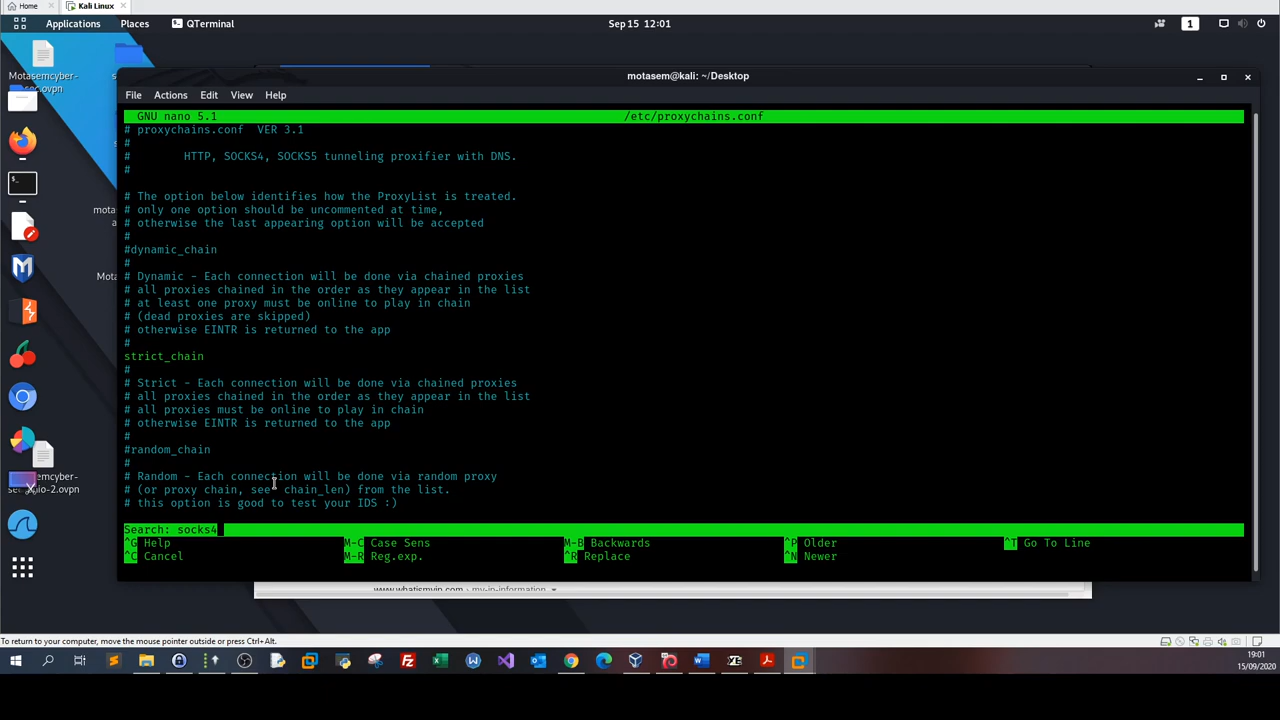 Home
Kali Linux
Applications
Places
QTerminal
Sep 15 12:01
1
Motasemcyber-
sec.ovpn
motasem@kali: ~/Desktop
File Actions Edit View Help
GNU nano 5.1 /etc/proxychains.conf
# proxychains.conf VER 3.1
#
# HTTP, SOCKS4, SOCKS5 tunneling proxifier with DNS.
#
# The option below identifies how the ProxyList is treated.
# only one option should be uncommented at time,
# otherwise the last appearing option will be accepted
#
#dynamic_chain
#
# Dynamic - Each connection will be done via chained proxies
# all proxies chained in the order as they appear in the list
# at least one proxy must be online to play in chain
# (dead proxies are skipped)
# otherwise EINTR is returned to the app
#
strict_chain
#
# Strict - Each connection will be done via chained proxies
# all proxies chained in the order as they appear in the list
# all proxies must be online to play in chain
# otherwise EINTR is returned to the app
#
#random_chain
#
# Random - Each connection will be done via random proxy
# (or proxy chain, see chain_len) from the list.
# this option is good to test your IDS :)
Search: socks4
^G Help M-C Case Sens M-B Backwards ^P Older ^T Go To Line
^C Cancel M-R Reg.exp. ^R Replace ^N Newer
www.whatismyip.com › my-ip-information
To return to your computer, move the mouse pointer outside or press Ctrl+Alt.
19:01
15/09/2020